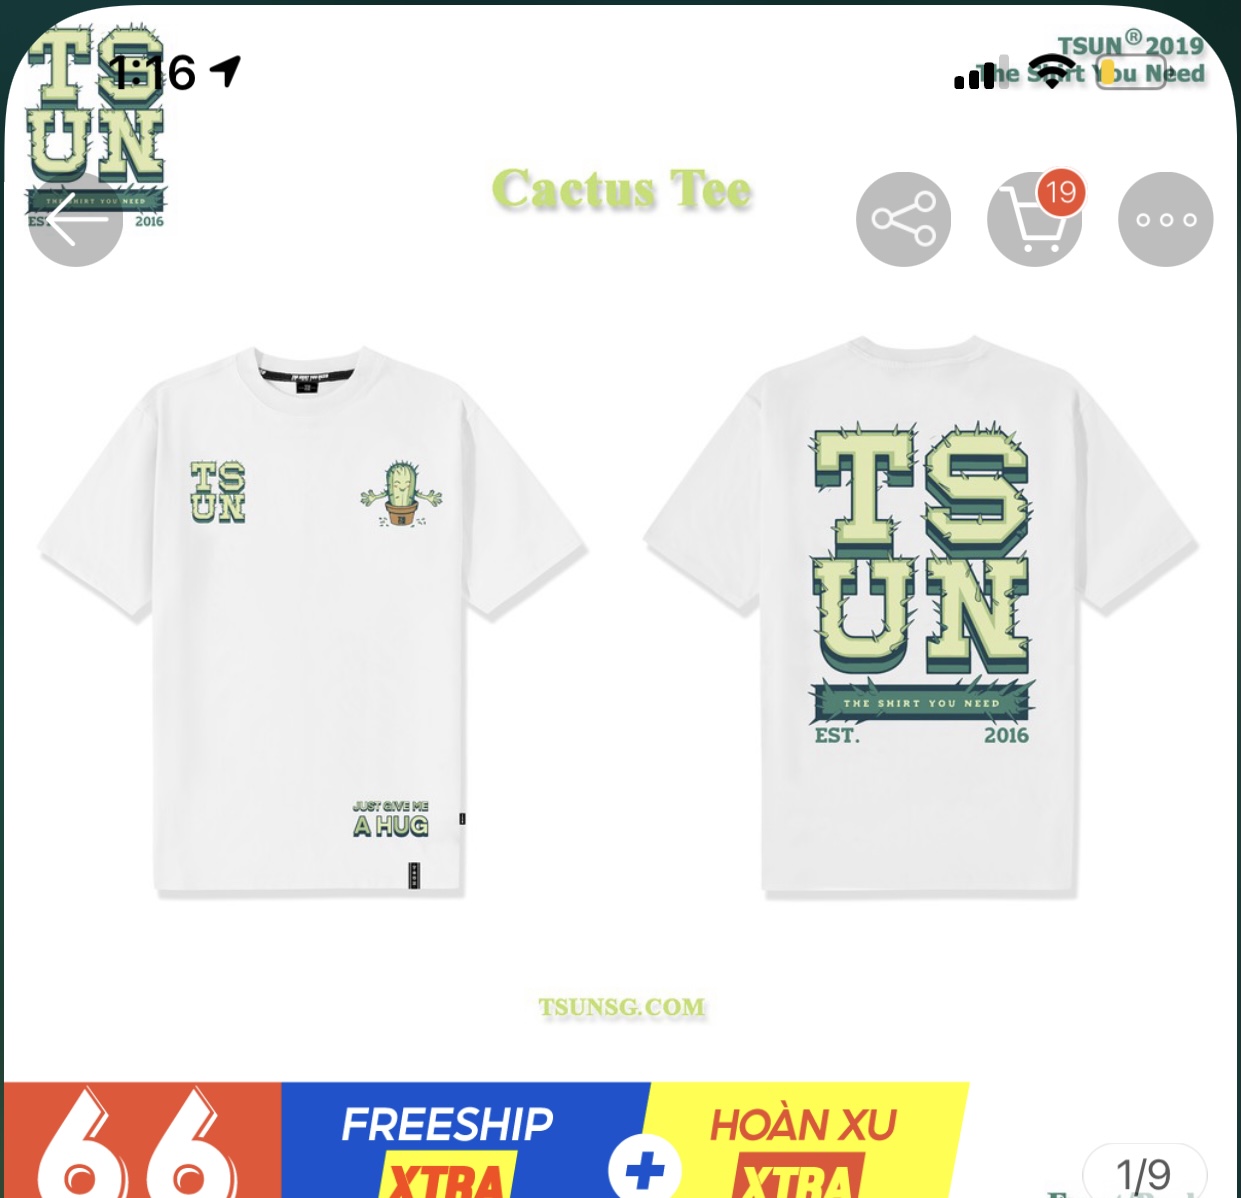 TS
UN
THE SHIRT YOU NEED
EST. 2016
1:16
TSUN® 2019
The Shirt You Need
Cactus Tee
19
TS
UN
JUST GIVE ME
A HUG
TS
UN
THE SHIRT YOU NEED
EST. 2016
TSUNSG.COM
66
FREESHIP
XTRA
+
HOÀN XU
XTRA
1/9